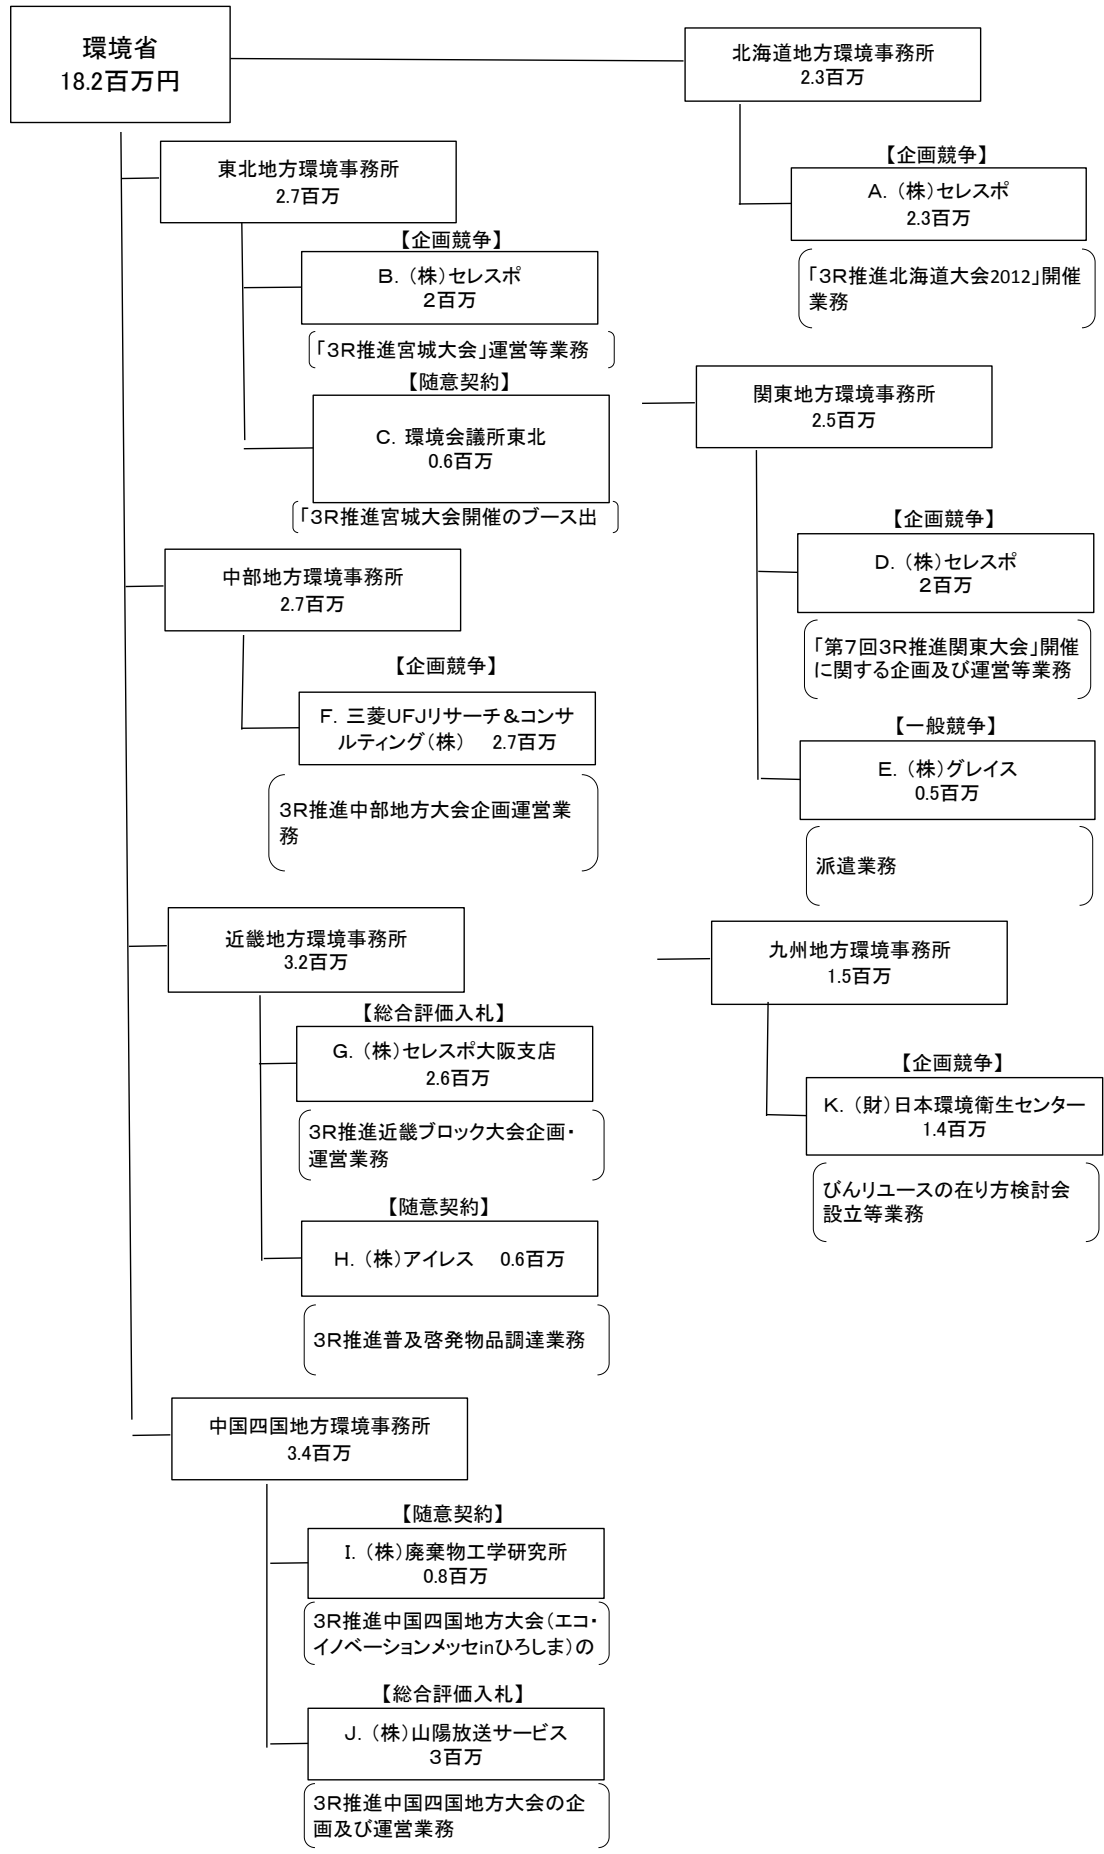 環境省
18.2百万円
北海道地方環境事務所
2.3百万
【企画競争】
A. （株）セレスポ
2.3百万
「３R推進北海道大会2012」開催
業務
東北地方環境事務所
2.7百万
【企画競争】
B. （株）セレスポ
２百万
「３R推進宮城大会」運営等業務
【随意契約】
C. 環境会議所東北
0.6百万
「３R推進宮城大会開催のブース出
関東地方環境事務所
2.5百万
【企画競争】
D. （株）セレスポ
２百万
「第７回３R推進関東大会」開催
に関する企画及び運営等業務
【一般競争】
E. （株）グレイス
0.5百万
派遣業務
中部地方環境事務所
2.7百万
【企画競争】
F. 三菱UFJリサーチ＆コンサ
ルティング（株）　2.7百万
３R推進中部地方大会企画運営業
務
近畿地方環境事務所
3.2百万
【総合評価入札】
G. （株）セレスポ大阪支店
2.6百万
３R推進近畿ブロック大会企画・
運営業務
【随意契約】
H. （株）アイレス　0.6百万
３R推進普及啓発物品調達業務
九州地方環境事務所
1.5百万
【企画競争】
K. （財）日本環境衛生センター
1.4百万
びんリユースの在り方検討会
設立等業務
中国四国地方環境事務所
3.4百万
【随意契約】
I. （株）廃棄物工学研究所
0.8百万
３R推進中国四国地方大会（エコ・
イノベーションメッセinひろしま）の
【総合評価入札】
J. （株）山陽放送サービス
３百万
３R推進中国四国地方大会の企
画及び運営業務